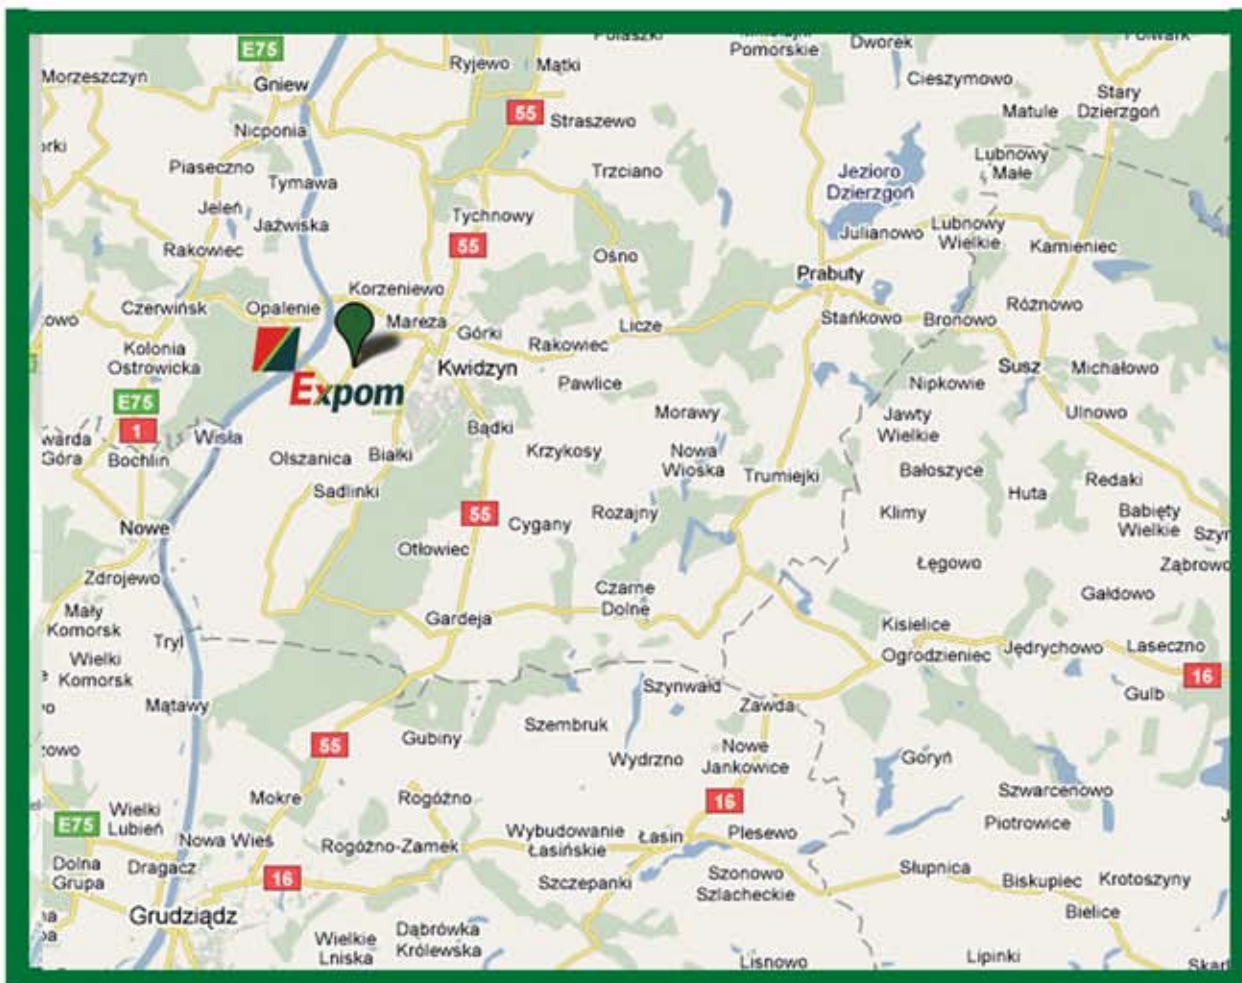 Pomorskie
Dworek
E75
Ryjewo
Mątki
Morzeszczyn
Gniew
Cieszymowo
Stary
Dzierzgoń
Matule
55
Straszewo
Nicponia
Piaseczno
Trzciano
Lubnowy
Małe
Jezioro
Dzierzgoń
Tymawa
Jeleń
Jaźwiska
Tychnowy
55
Julianowo
Lubnowy
Wielkie
Kamieniec
Rakowiec
Ośno
Prabuty
Korzeniewo
Czerwińsk
Opalenie
Mareza
Górki
Licze
Stańkowo
Bronowo
Różnowo
Kolonia
Ostrowicka
Rakowiec
Kwidzyn
Susz
Michałowo
Expom
Pawlice
Nipkowie
E75
1
Morawy
Jawty
Wielkie
Ulnowo
Wisła
Bądki
Góra
Bochlin
Olszanica
Białki
Krzykosy
Nowa
Wioska
Trumiejki
Bałoszyce
Redaki
Sadlinki
Huta
Nowe
55
Cygany
Rozajny
Klimy
Babięty
Wielkie
Otłowiec
Łęgowo
Ząbrowo
Zdrojewo
Czarne
Dolne
Gałdowo
Mały
Komorsk
Gardeja
Kisielice
Tryl
Ogrodzieniec
Jędrychowo
Laseczno
Wielki
Komorsk
16
Szynwałd
Gulb
Mątawy
Zawda
Szembruk
55
Gubiny
Wydrzno
Nowe
Jankowice
Goryń
Szwarcenowo
Mokre
Rogóźno
16
Wielki
Lubień
Piotrowice
E75
Nowa Wieś
Rogóźno-Zamek
Wybudowanie
Łasińskie
Łasin
Plesewo
Dolna
Grupa
Dragacz
16
Szczepanki
Szonowo
Szlacheckie
Słupnica
Biskupiec
Krotoszyny
Grudziądz
Bielice
Wielkie
Lniska
Dąbrówka
Królewska
Lisnowo
Lipinki